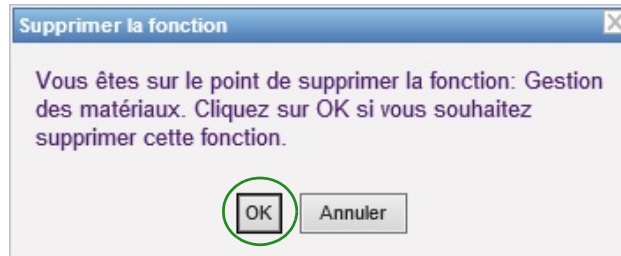 Supprimer la fonction
Vous êtes sur le point de supprimer la fonction: Gestion
des matériaux. Cliquez sur OK si vous souhaitez
supprimer cette fonction.
OK Annuler